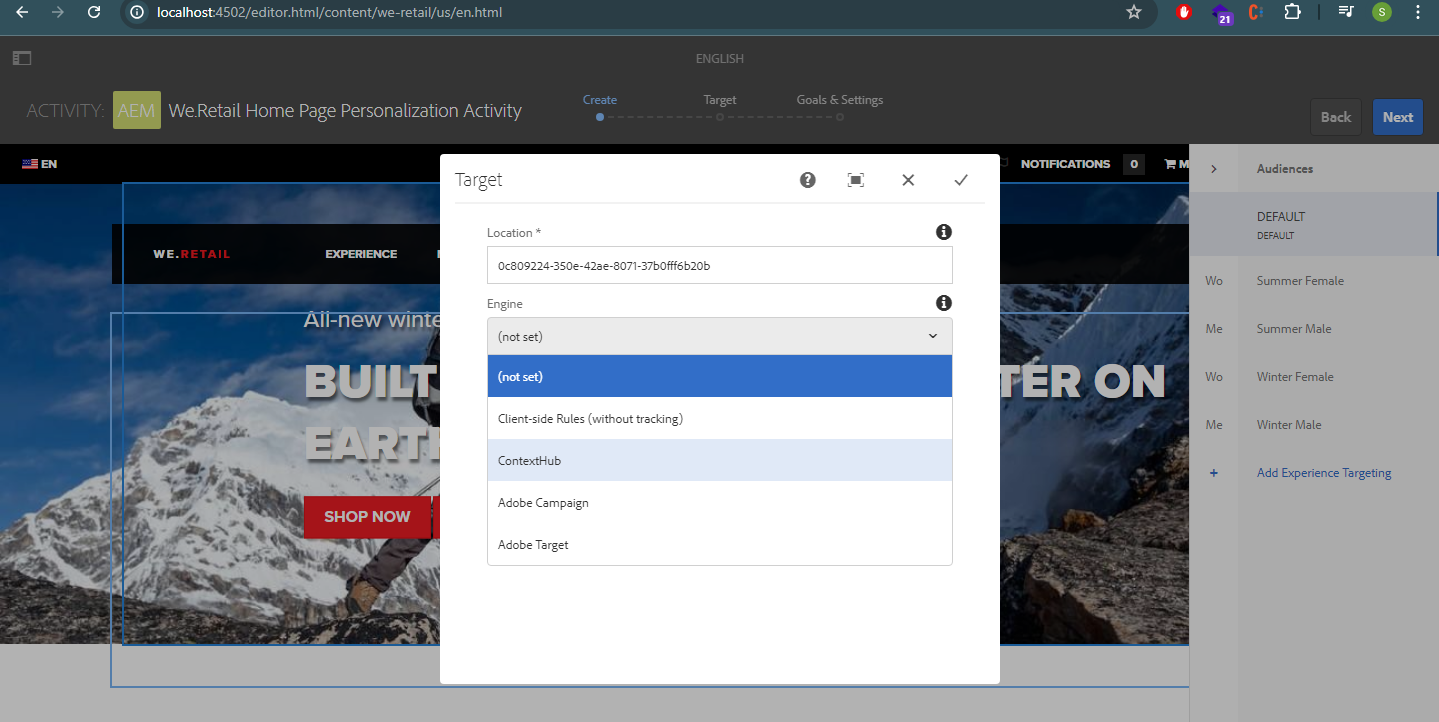 localhost:4502/editor.html/content/we-retail/us/en.html
21
S
ENGLISH
ACTIVITY: AEM We.Retail Home Page Personalization Activity
Create Target Goals & Settings
Back Next
EN
NOTIFICATIONS 0
WE.RETAIL EXPERIENCE
All-new winte
BUILT
TER ON
EART
SHOP NOW
Target
Location *
0c809224-350e-42ae-8071-37b0fff6b20b
Engine
(not set)
(not set)
Client-side Rules (without tracking)
ContextHub
Adobe Campaign
Adobe Target
Audiences
DEFAULT
DEFAULT
Wo Summer Female
Me Summer Male
Wo Winter Female
Me Winter Male
+ Add Experience Targeting